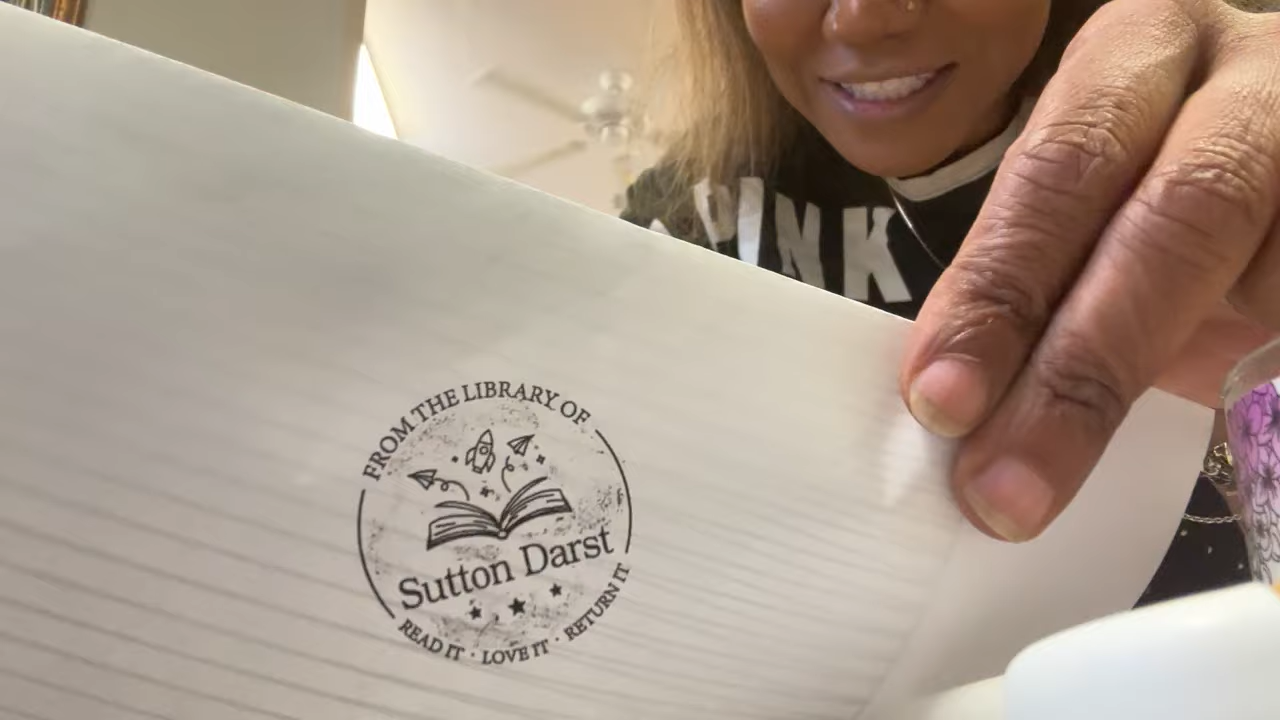 PINK
FROM THE LIBRARY OF
Sutton Darst
READ IT · LOVE IT · RETURN IT